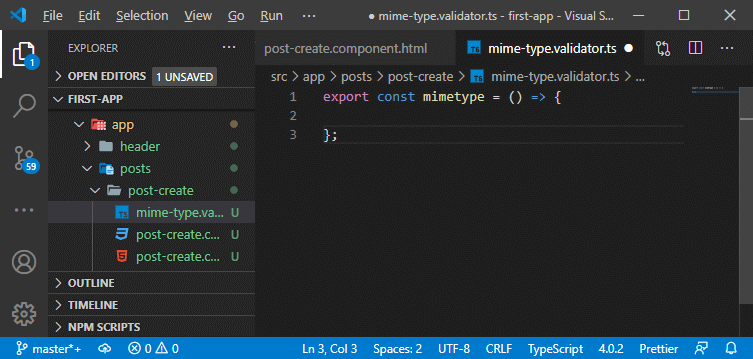 File Edit Selection View Go Run ··· ● mime-type.validator.ts - first-app - Visual S...
EXPLORER ···
post-create.component.html mime-type.validator.ts ● ···
OPEN EDITORS 1 UNSAVED
src > app > posts > post-create > TS mime-type.validator.ts > ...
1 export const mimetype = () => {
2
3 };
FIRST-APP
app
header
posts
post-create
TS mime-type.va... U
post-create.c... U
post-create.c... U
OUTLINE
TIMELINE
NPM SCRIPTS
1
59
master*+ 0 0 Ln 3, Col 3 Spaces: 2 UTF-8 CRLF TypeScript 4.0.2 Prettier